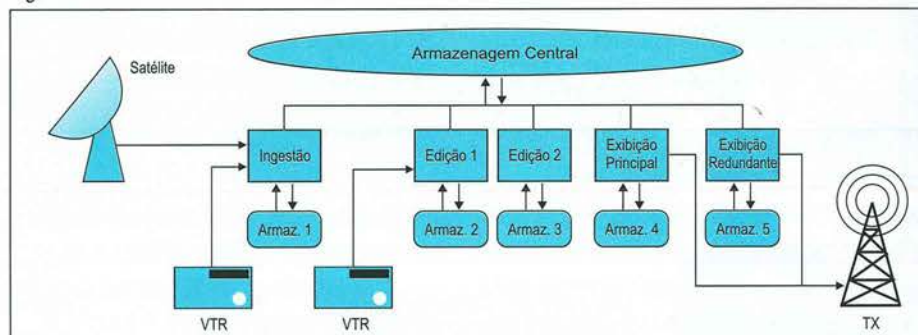 Armazenagem Central
Satélite
Ingestão
Edição 1
Edição 2
Exibição
Principal
Exibição
Redundante
Armaz. 1
Armaz. 2
Armaz. 3
Armaz. 4
Armaz. 5
VTR
VTR
TX